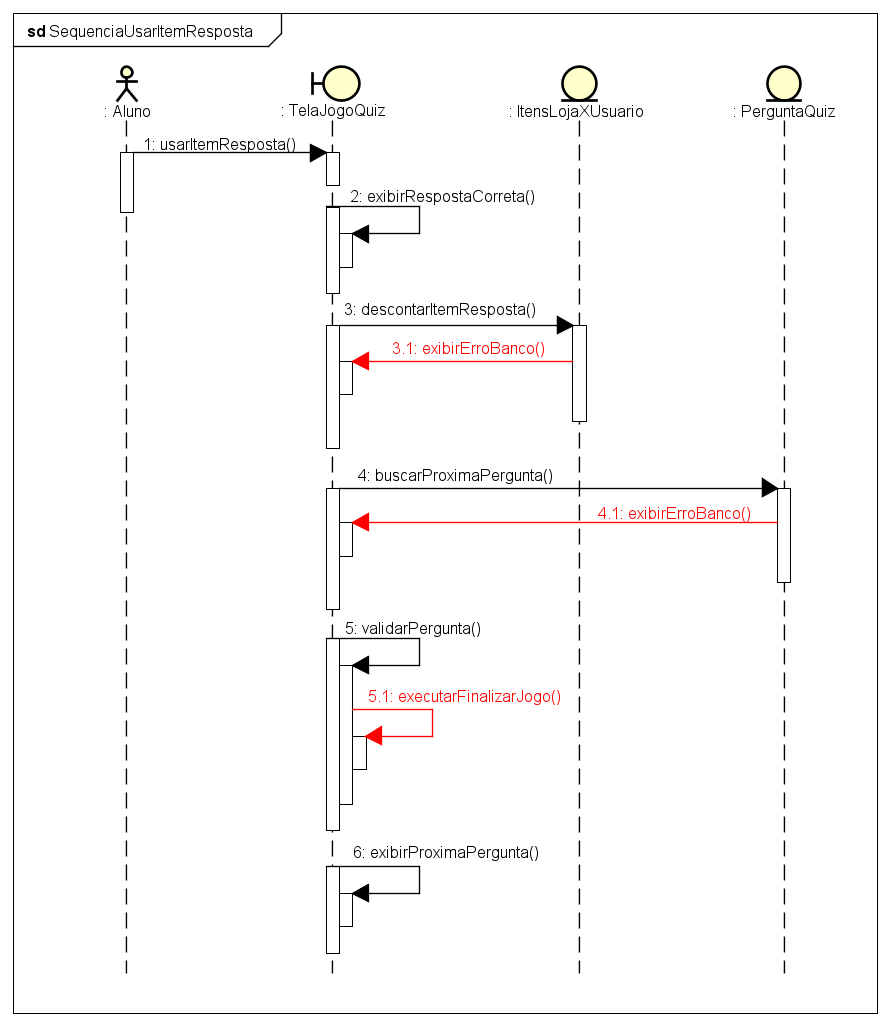 sd SequenciaUsarItemResposta
: Aluno
: TelaJogoQuiz
: ItensLojaXUsuario
: PerguntaQuiz
1: usarItemResposta()
2: exibirRespostaCorreta()
3: descontarItemResposta()
3.1: exibirErroBanco()
4: buscarProximaPergunta()
4.1: exibirErroBanco()
5: validarPergunta()
5.1: executarFinalizarJogo()
6: exibirProximaPergunta()